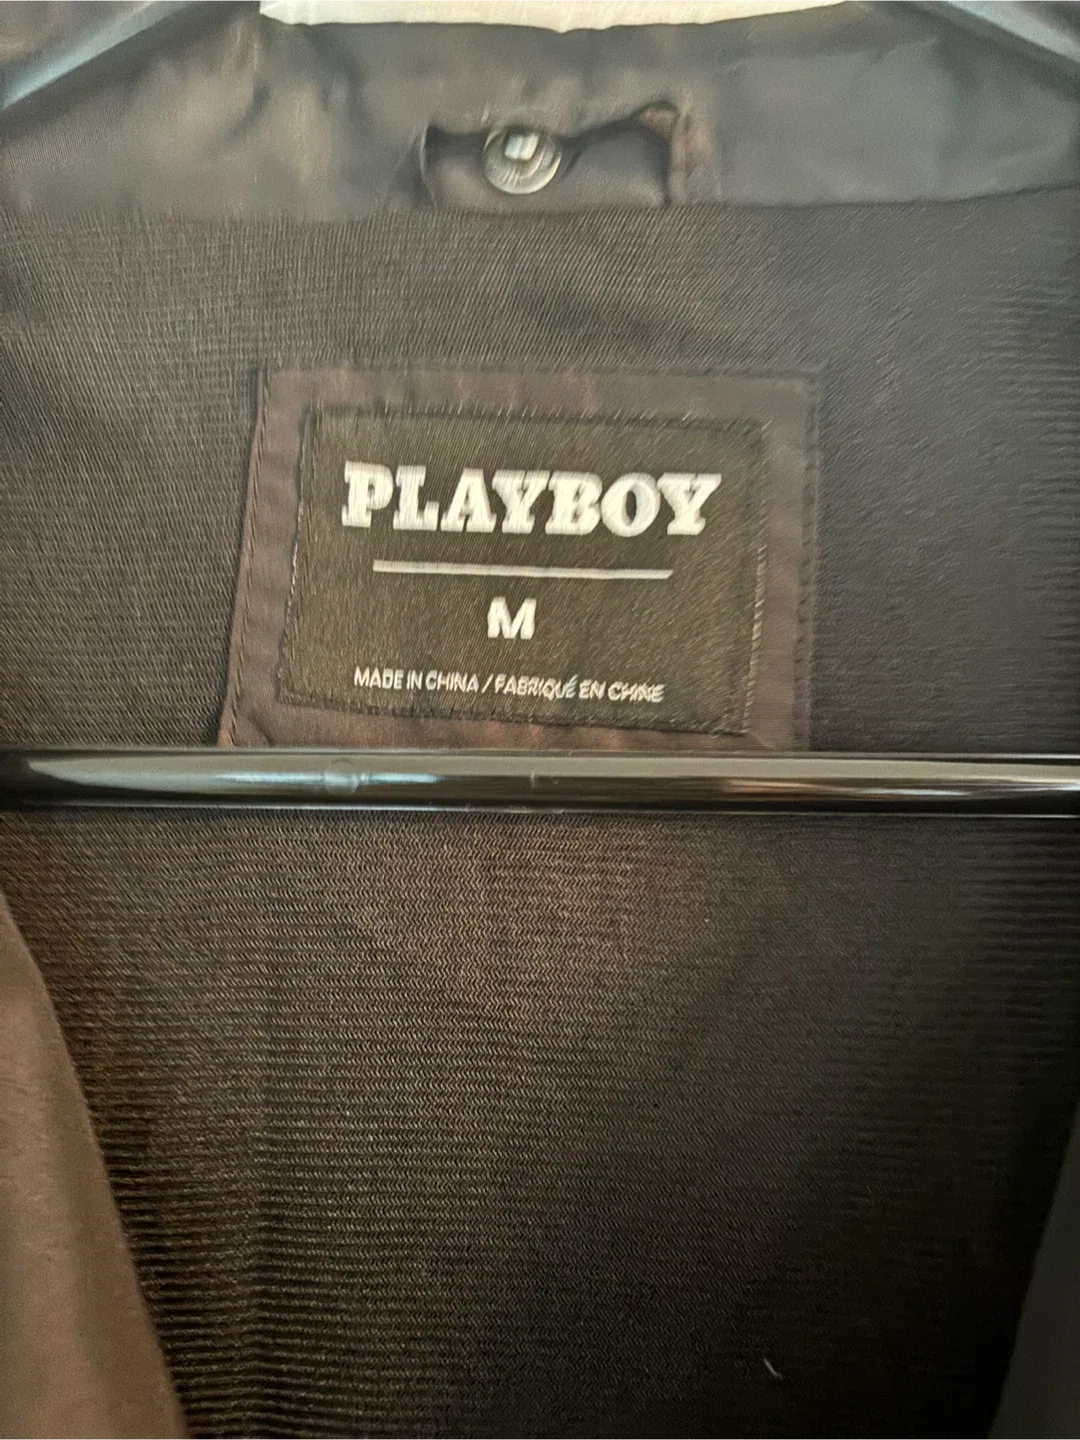 PLAYBOY
M
MADE IN CHINA / FABRIQUÉ EN CHINE